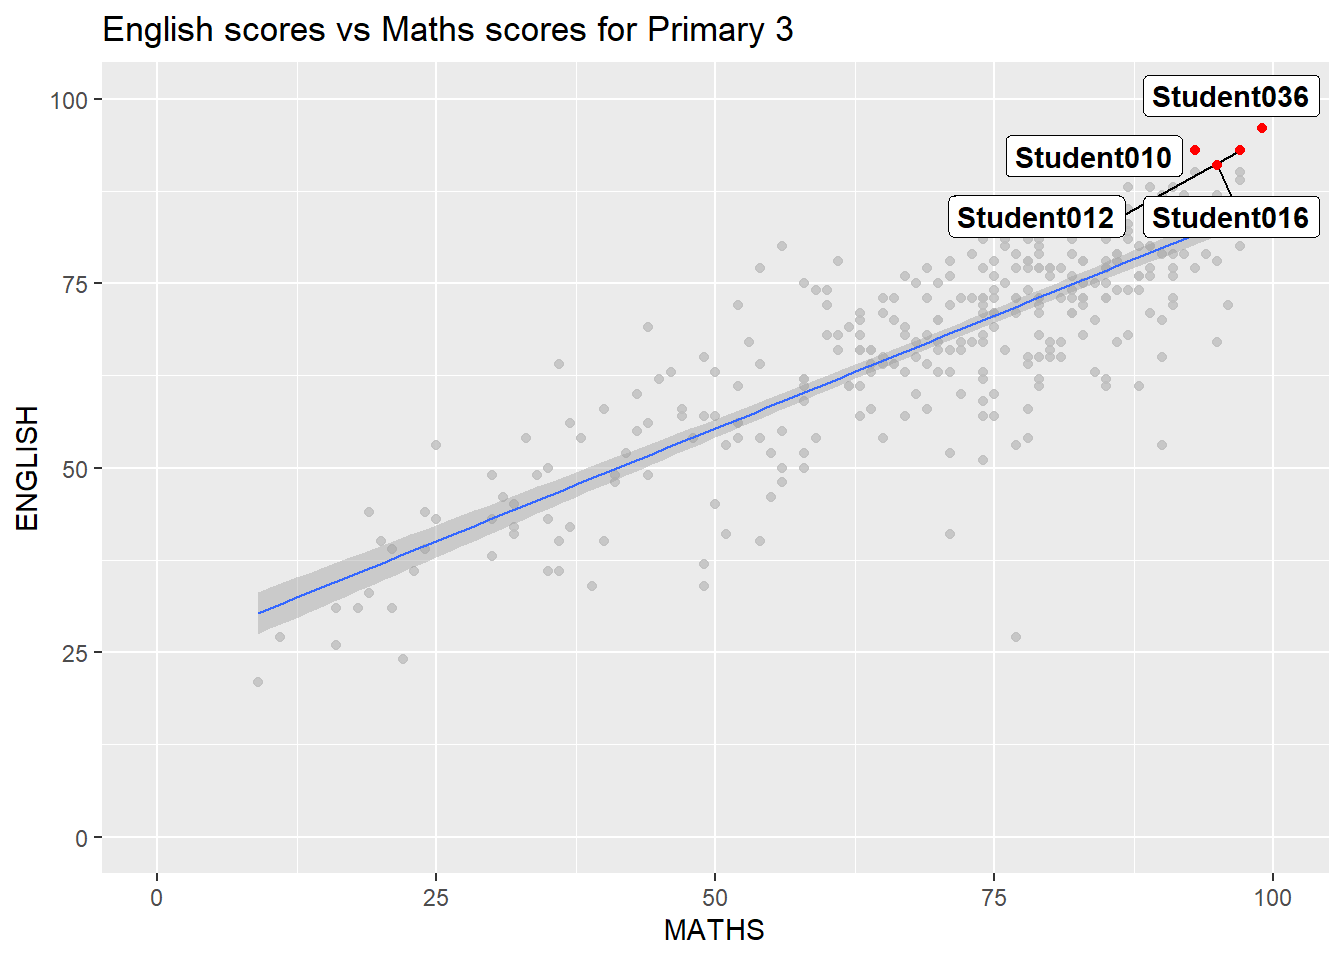 English scores vs Maths scores for Primary 3
100
75
50
25
0
ENGLISH
Student036
Student010
Student012
Student016
0
25
50
75
100
MATHS